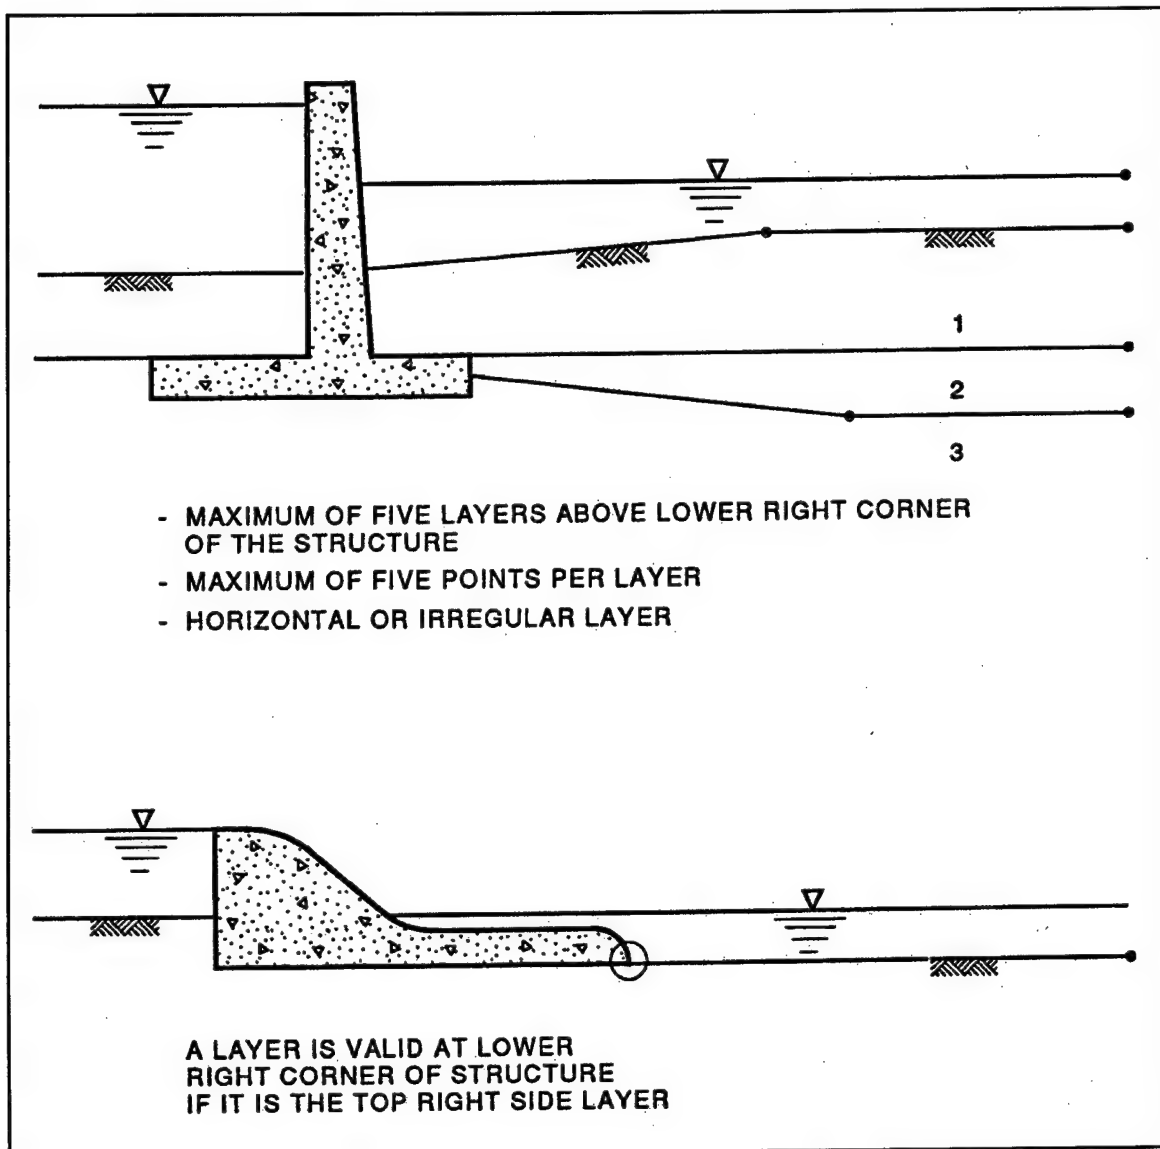 1
2
3
- MAXIMUM OF FIVE LAYERS ABOVE LOWER RIGHT CORNER
OF THE STRUCTURE
- MAXIMUM OF FIVE POINTS PER LAYER
- HORIZONTAL OR IRREGULAR LAYER
A LAYER IS VALID AT LOWER
RIGHT CORNER OF STRUCTURE
IF IT IS THE TOP RIGHT SIDE LAYER